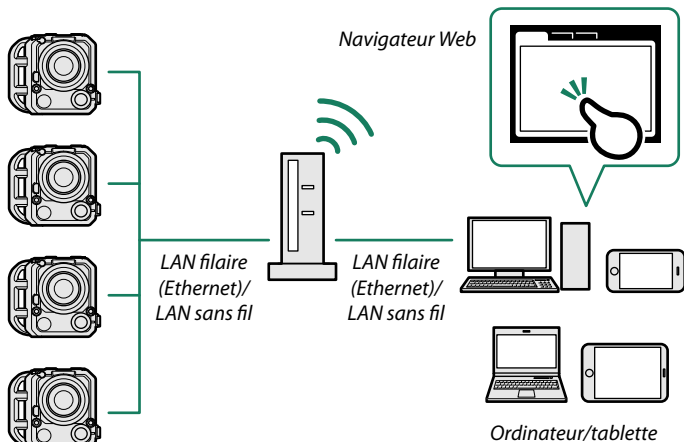 Navigateur Web
LAN filaire
(Ethernet)/
LAN sans fil
LAN filaire
(Ethernet)/
LAN sans fil
Ordinateur/tablette